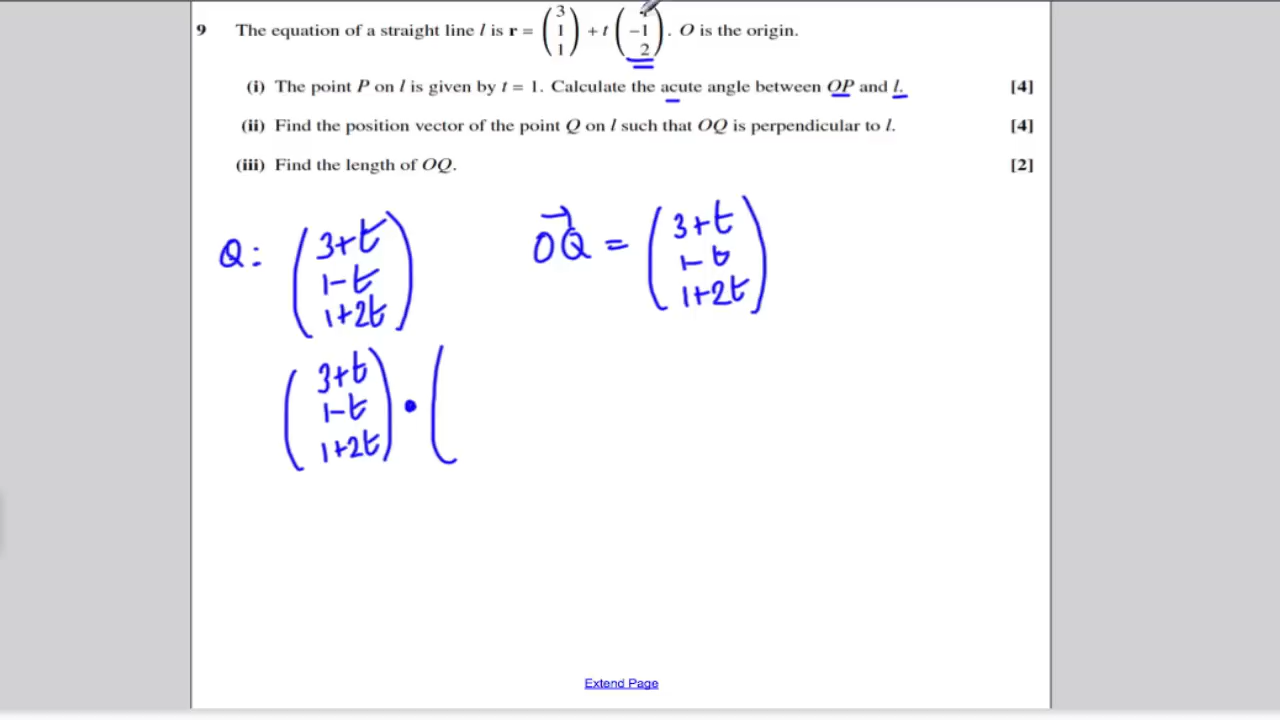 9 The equation of a straight line l is r = (3 1 1) + t ( −1 2). O is the origin.
(i) The point P on l is given by t = 1. Calculate the acute angle between OP and l. [4]
(ii) Find the position vector of the point Q on l such that OQ is perpendicular to l. [4]
(iii) Find the length of OQ. [2]
Q: (3+t 1-t 1+2t) OQ = (3+t 1-t 1+2t)
(3+t 1-t 1+2t) • (
Extend Page